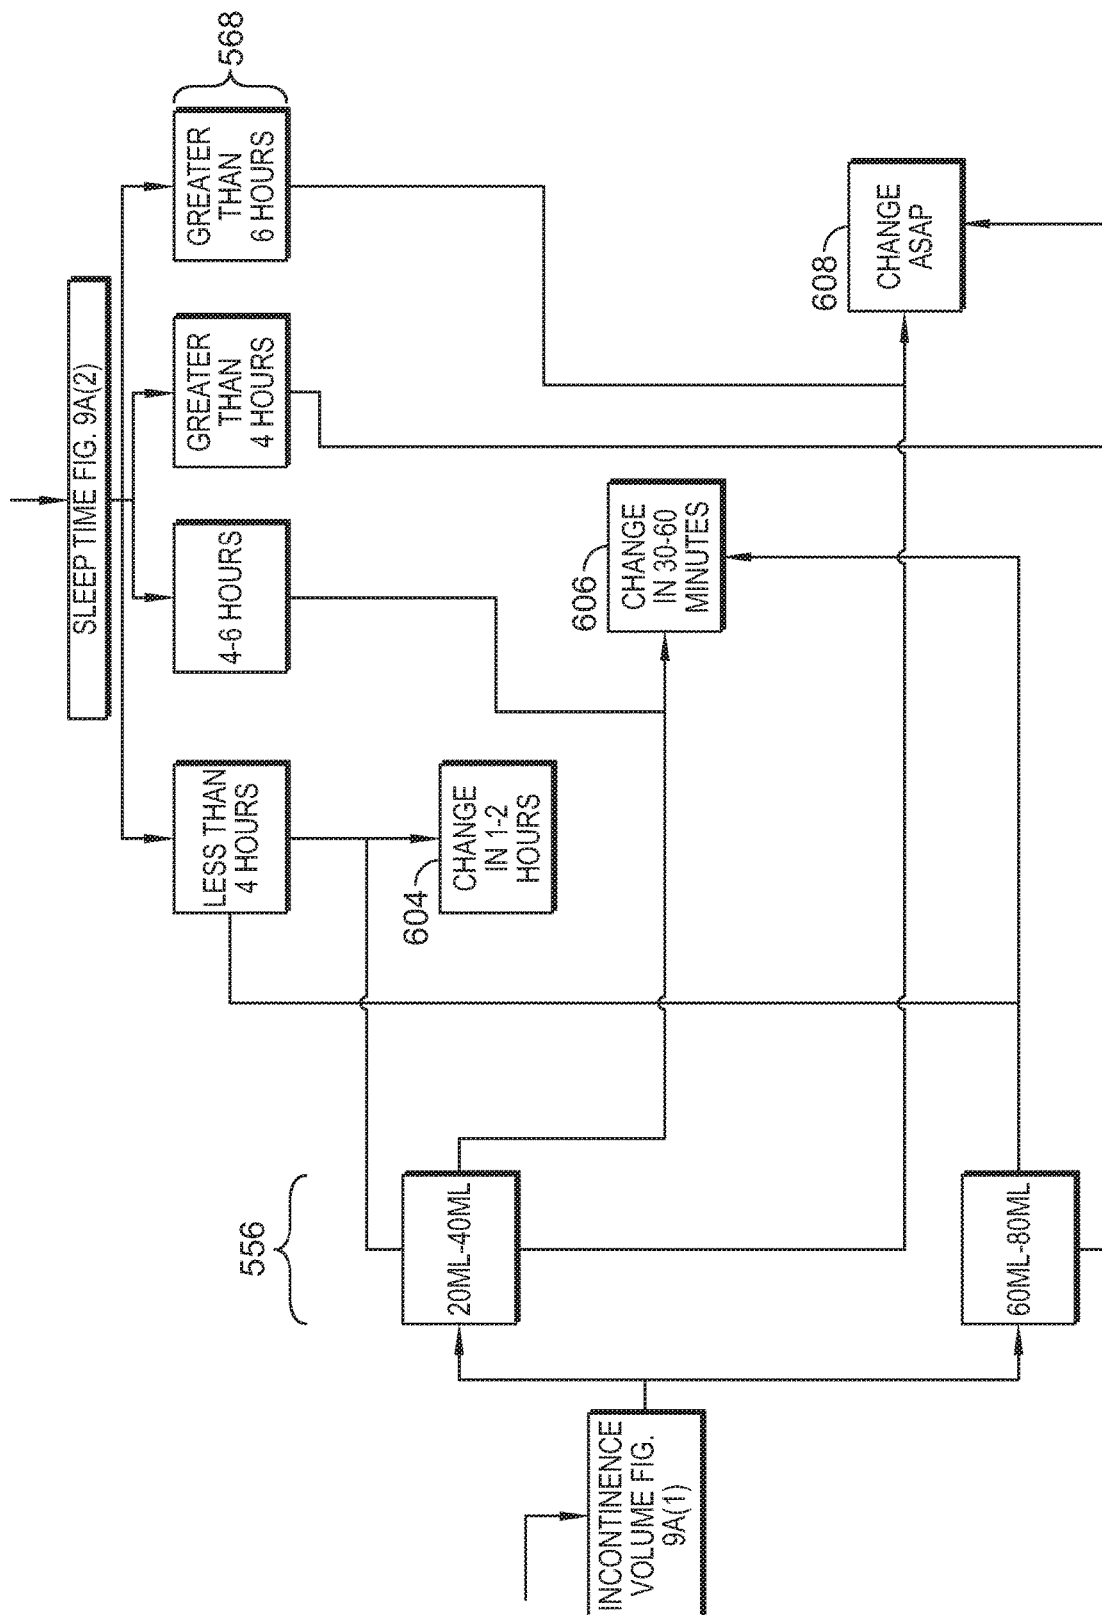 SLEEP TIME FIG. 9A(2)
LESS THAN
4 HOURS
4-6 HOURS
GREATER
THAN
4 HOURS
GREATER
THAN
6 HOURS
568
604
CHANGE
IN 1-2
HOURS
606
CHANGE
IN 30-60
MINUTES
608
CHANGE
ASAP
556
20ML-40ML
60ML-80ML
INCONTINENCE
VOLUME FIG.
9A(1)